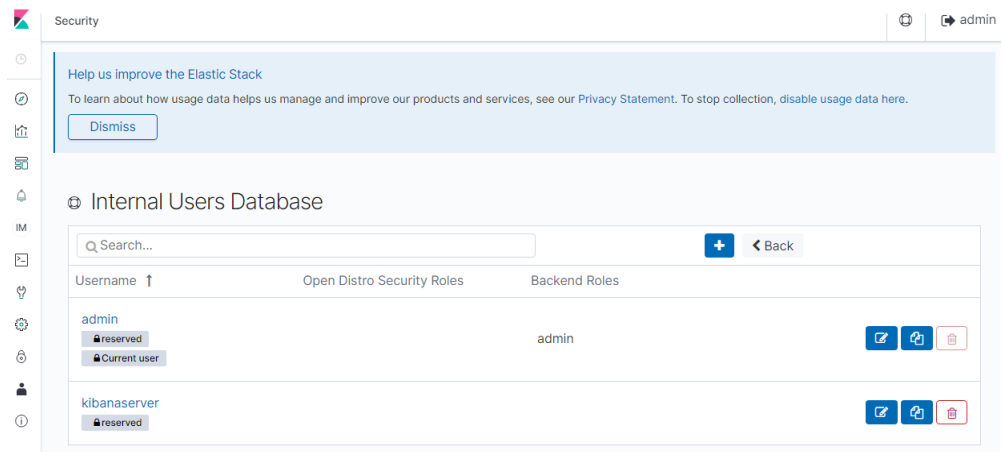 Security
admin
Help us improve the Elastic Stack
To learn about how usage data helps us manage and improve our products and services, see our Privacy Statement. To stop collection, disable usage data here.
Dismiss
Internal Users Database
IM
Search...
Back
Username Open Distro Security Roles Backend Roles
admin
reserved
admin
Current user
kibanaserver
reserved